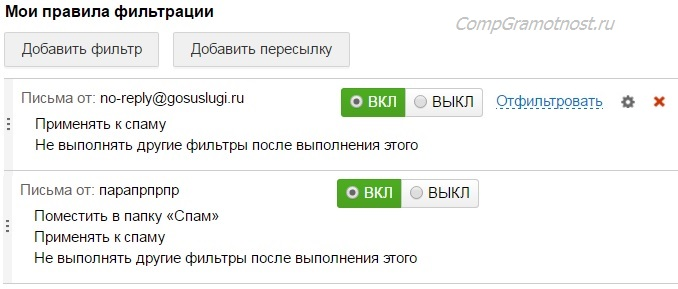 CompGramotnost.ru
Мои правила фильтрации
Добавить фильтр Добавить пересылку
Письма от: no-reply@gosuslugi.ru ВКЛ ВЫКЛ Отфильтровать
Применять к спаму
Не выполнять другие фильтры после выполнения этого
Письма от: парапрпрпр ВКЛ ВЫКЛ
Поместить в папку «Спам»
Применять к спаму
Не выполнять другие фильтры после выполнения этого